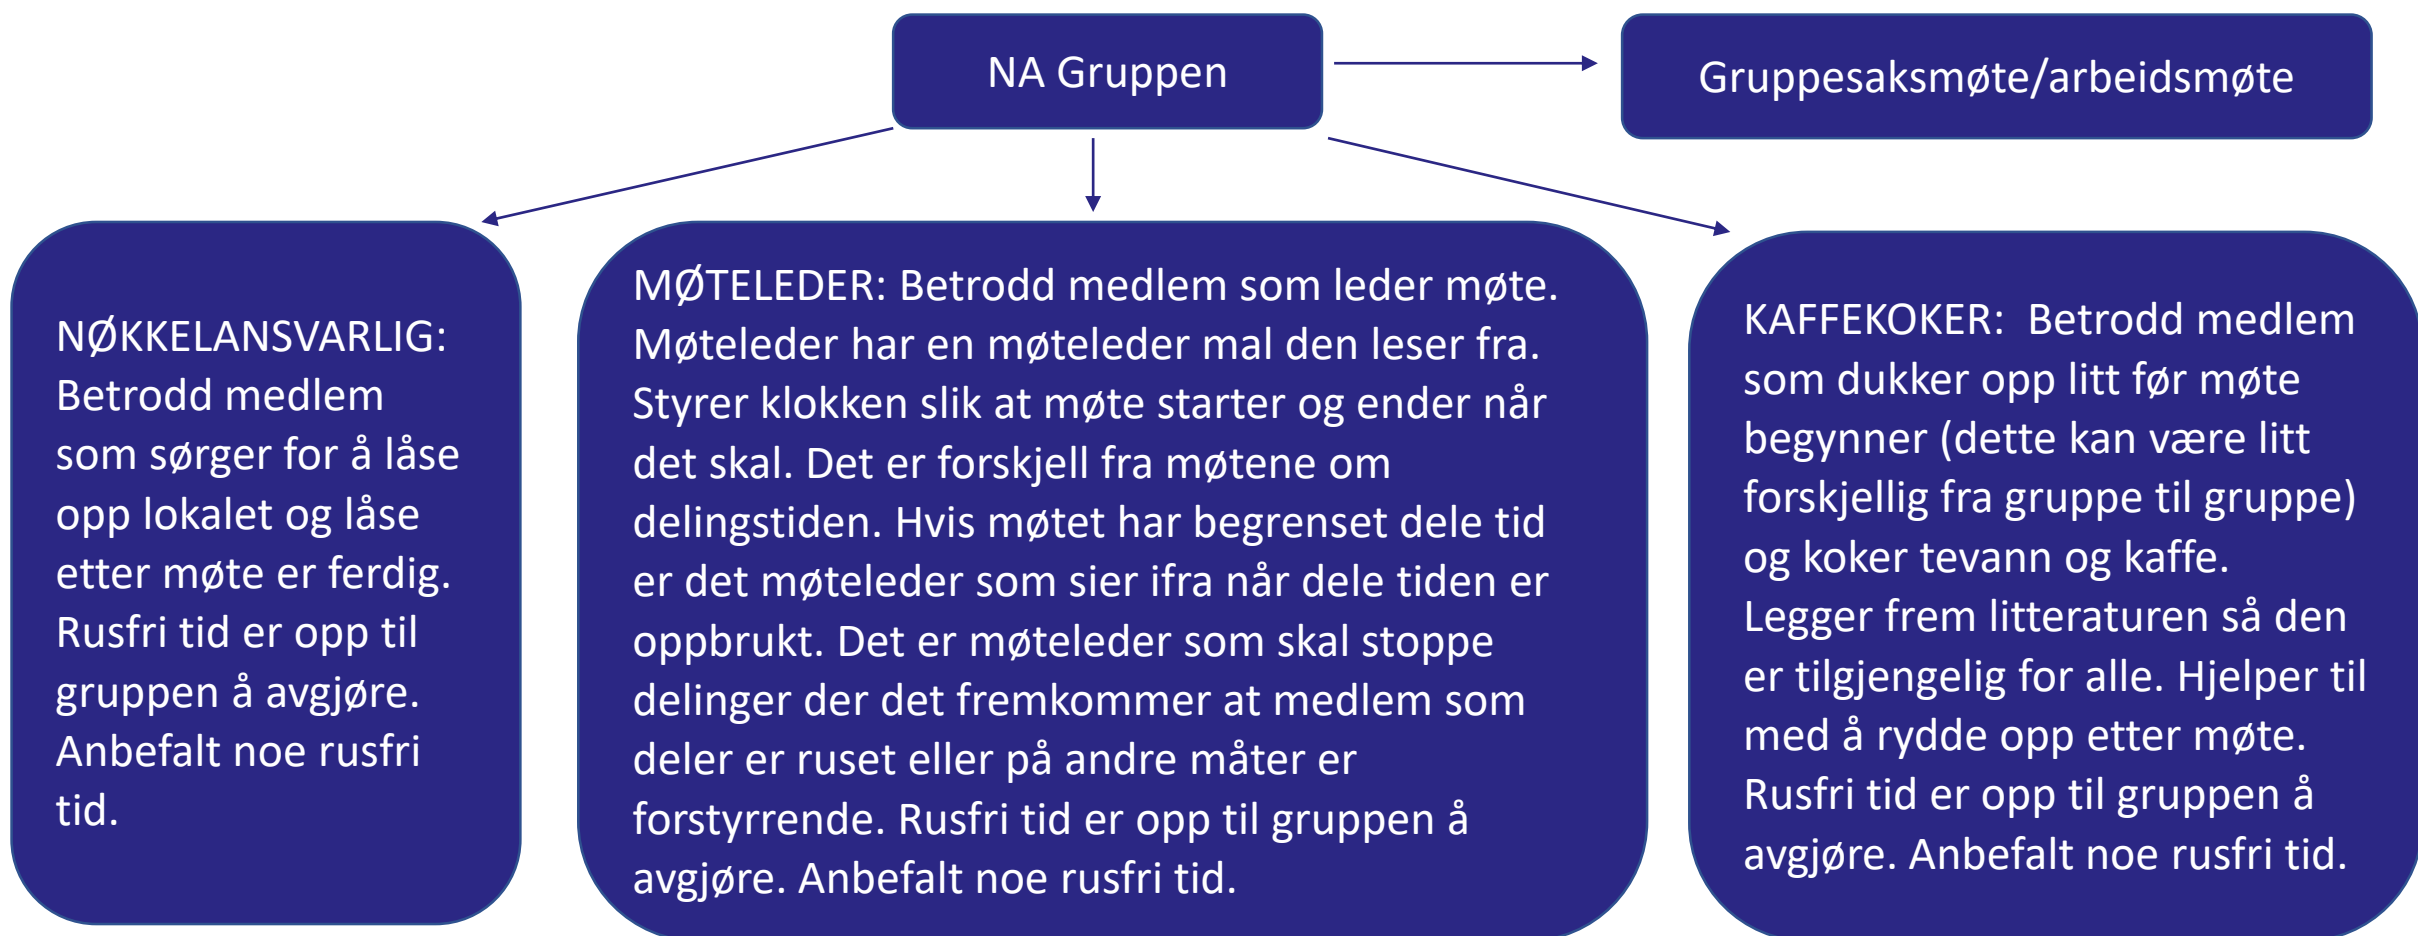 NA Gruppen
Gruppesaksmøte/arbeidsmøte
NØKKELANSVARLIG:
Betrodd medlem
som sørger for å låse
opp lokalet og låse
etter møte er ferdig.
Rusfri tid er opp til
gruppen å avgjøre.
Anbefalt noe rusfri
tid.
MØTELEDER: Betrodd medlem som leder møte.
Møteleder har en møteleder mal den leser fra.
Styrer klokken slik at møte starter og ender når
det skal. Det er forskjell fra møtene om
delingstiden. Hvis møtet har begrenset dele tid
er det møteleder som sier ifra når dele tiden er
oppbrukt. Det er møteleder som skal stoppe
delinger der det fremkommer at medlem som
deler er ruset eller på andre måter er
forstyrrende. Rusfri tid er opp til gruppen å
avgjøre. Anbefalt noe rusfri tid.
KAFFEKOKER:  Betrodd medlem
som dukker opp litt før møte
begynner (dette kan være litt
forskjellig fra gruppe til gruppe)
og koker tevann og kaffe.
Legger frem litteraturen så den
er tilgjengelig for alle. Hjelper til
med å rydde opp etter møte.
Rusfri tid er opp til gruppen å
avgjøre. Anbefalt noe rusfri tid.